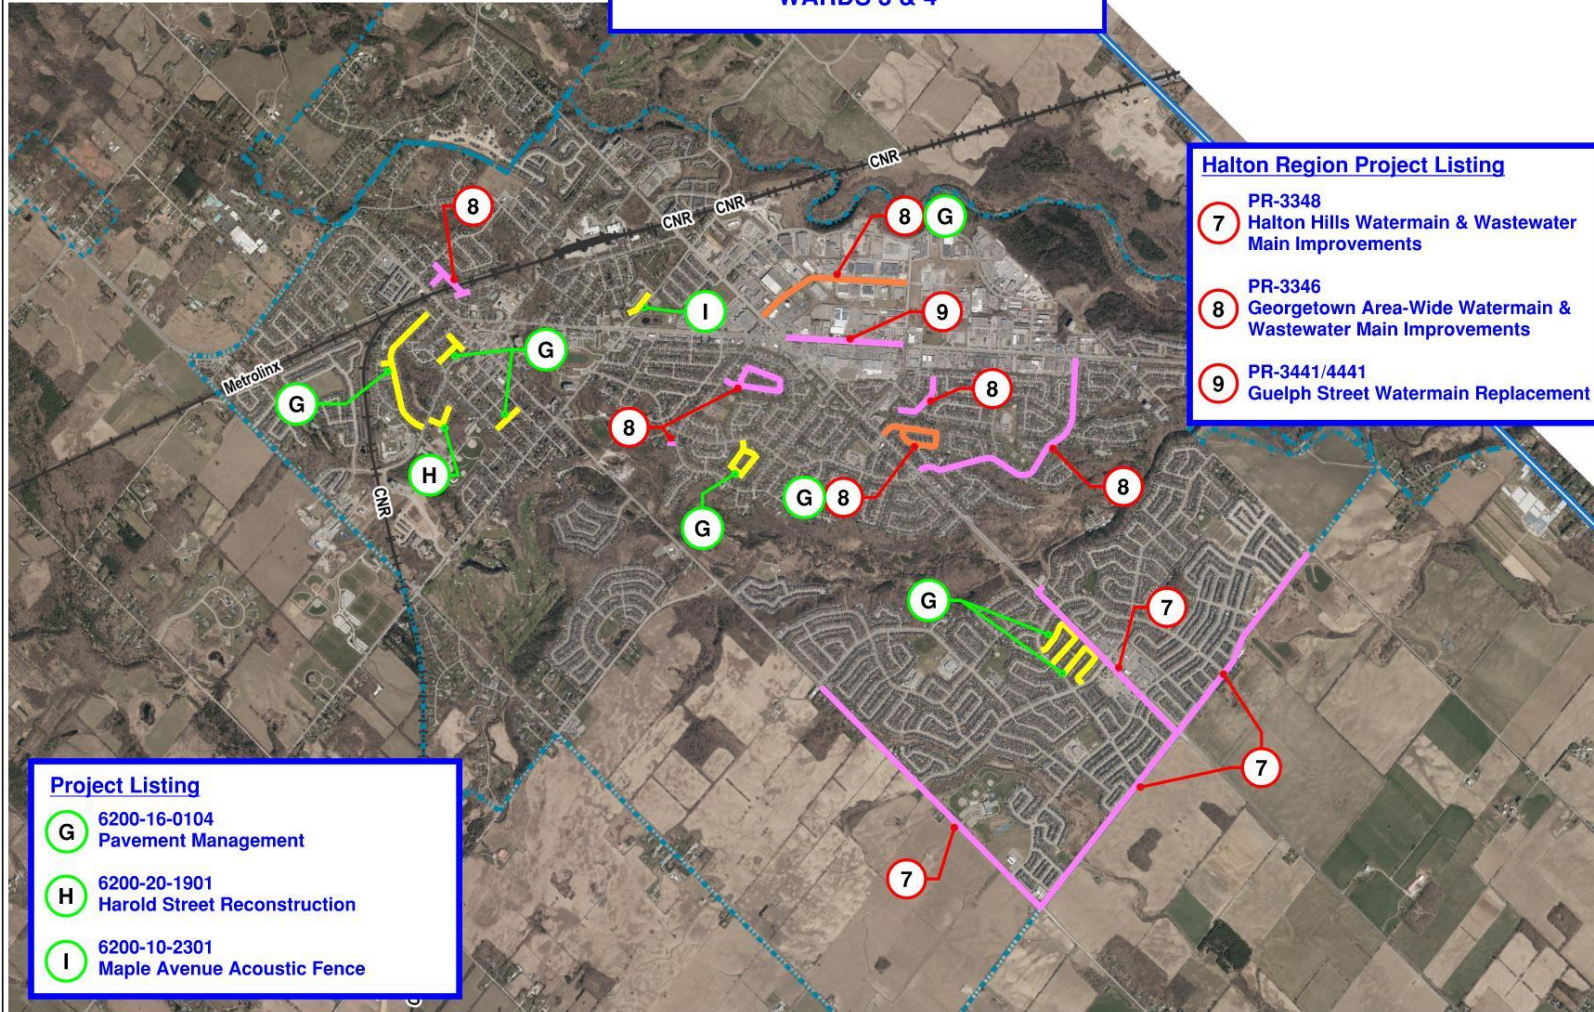 WARDS 3 & 4
CNR
CNR
CNR
Halton Region Project Listing
7
PR-3348
Halton Hills Watermain & Wastewater
Main Improvements
8
PR-3346
Georgetown Area-Wide Watermain &
Wastewater Main Improvements
9
PR-3441/4441
Guelph Street Watermain Replacement
8
8 G
I
9
G
Metrolinx
G
8
8
H
CNR
G 8
8
G
G
7
7
7
Project Listing
G
6200-16-0104
Pavement Management
H
6200-20-1901
Harold Street Reconstruction
I
6200-10-2301
Maple Avenue Acoustic Fence